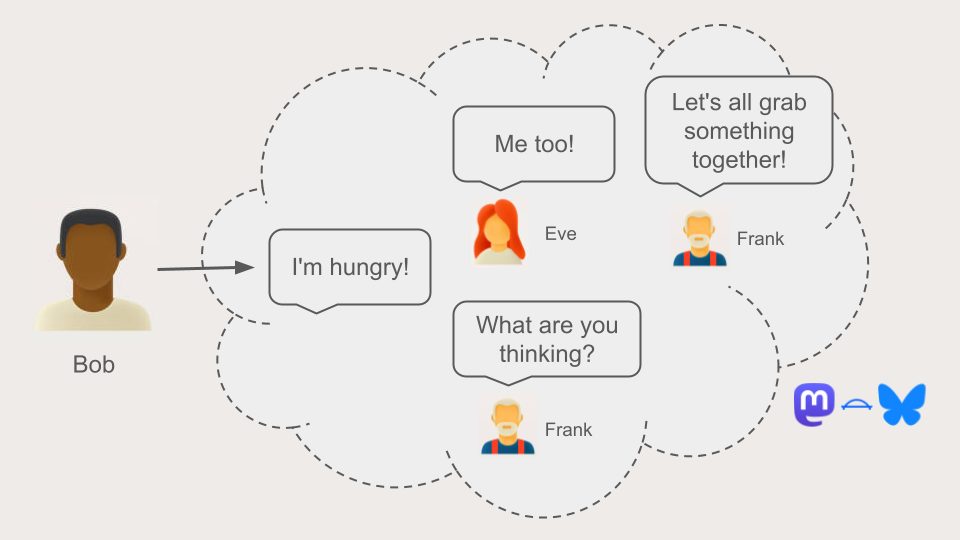 Let's all grab
something
together!
Me too!
Eve
Frank
I'm hungry!
Bob
What are you
thinking?
Frank